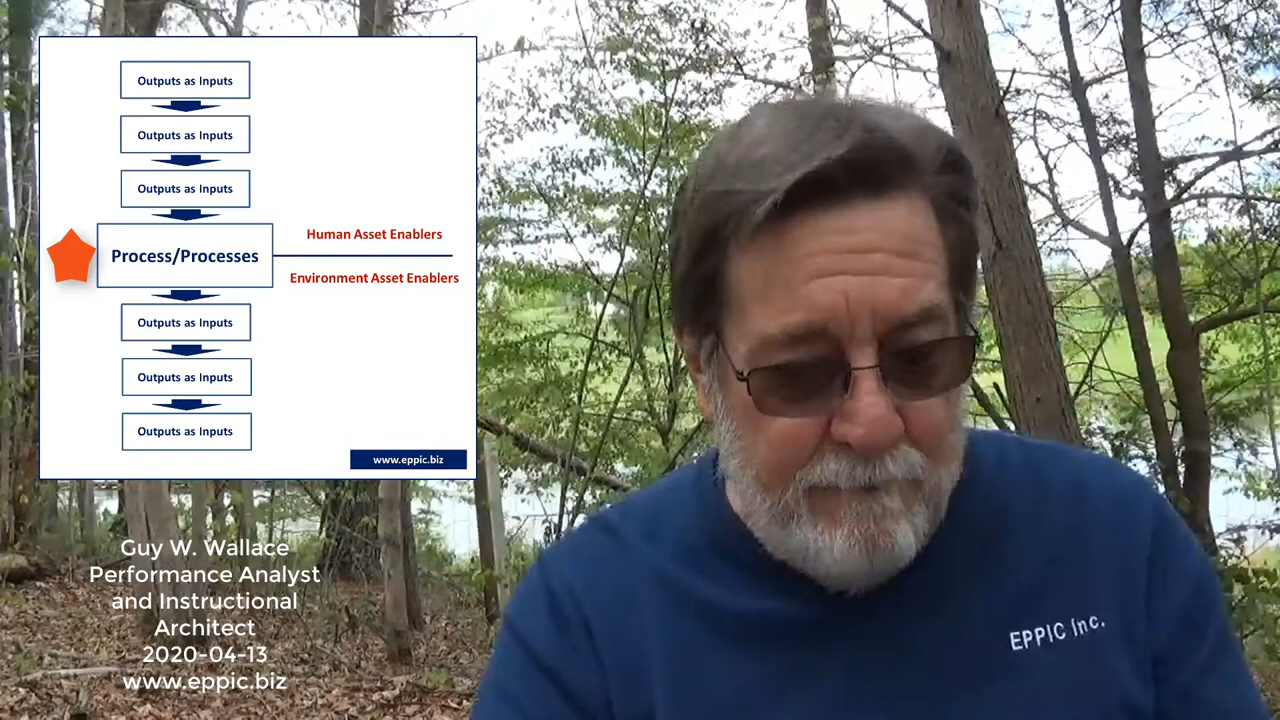 Outputs as Inputs
Outputs as Inputs
Outputs as Inputs
Process/Processes
Human Asset Enablers
Environment Asset Enablers
Outputs as Inputs
Outputs as Inputs
Outputs as Inputs
www.eppic.biz
Guy W. Wallace
Performance Analyst
and Instructional
Architect
2020-04-13
www.eppic.biz
EPPIC Inc.